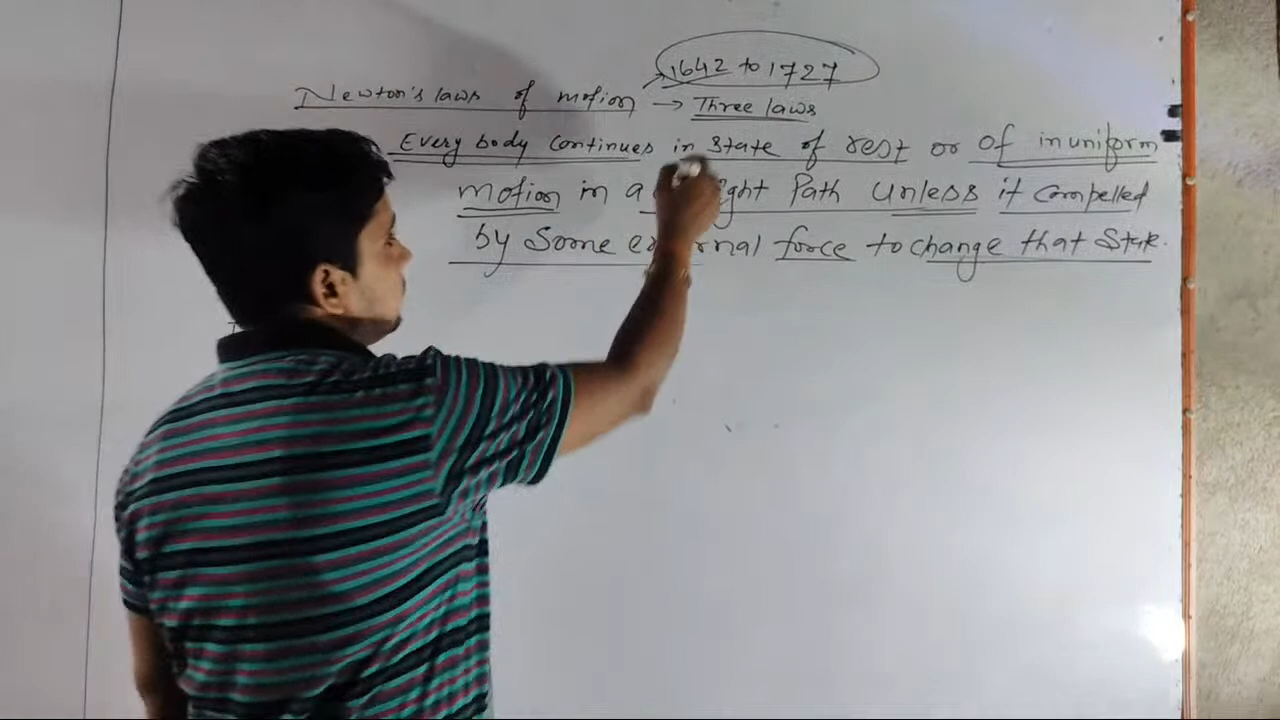 1642 to 1727
Newton's laws of motion → Three laws
Every body continues in state of rest or of in uniform
motion in a Path Unless it compelled
by Some force to change that State.